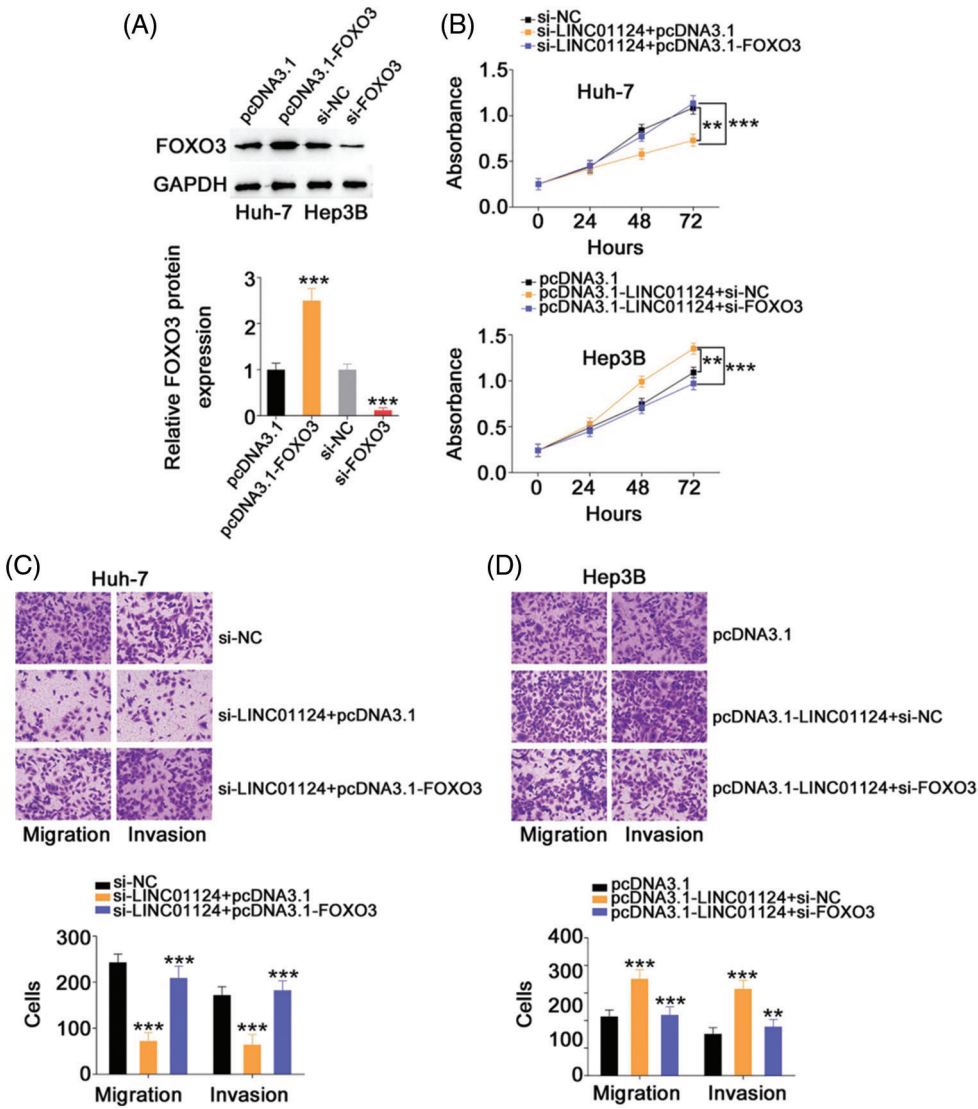 (A)
pcDNA3.1
pcDNA3.1-FOXO3
si-NC
si-FOXO3
FOXO3
GAPDH
Huh-7 Hep3B
Relative FOXO3 protein
expression
3
2
1
0
***
***
pcDNA3.1
pcDNA3.1-FOXO3
si-NC
si-FOXO3
(B)
si-NC
si-LINC01124+pcDNA3.1
si-LINC01124+pcDNA3.1-FOXO3
Huh-7
Absorbance
1.5
1.0
0.5
0.0
** ***
0 24 48 72
Hours
pcDNA3.1
pcDNA3.1-LINC01124+si-NC
pcDNA3.1-LINC01124+si-FOXO3
Hep3B
Absorbance
1.5
1.0
0.5
0.0
** ***
0 24 48 72
Hours
(C)
Huh-7
si-NC
si-LINC01124+pcDNA3.1
si-LINC01124+pcDNA3.1-FOXO3
Migration Invasion
si-NC
si-LINC01124+pcDNA3.1
si-LINC01124+pcDNA3.1-FOXO3
Cells
300
200
100
0
*** *** *** ***
Migration Invasion
(D)
Hep3B
pcDNA3.1
pcDNA3.1-LINC01124+si-NC
pcDNA3.1-LINC01124+si-FOXO3
Migration Invasion
pcDNA3.1
pcDNA3.1-LINC01124+si-NC
pcDNA3.1-LINC01124+si-FOXO3
Cells
400
300
200
100
0
*** *** *** **
Migration Invasion